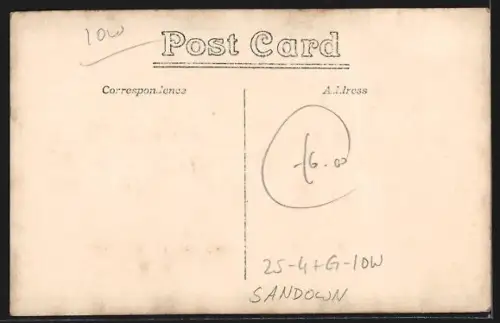 IOW
Post Card
Correspondence
Address
6.00
25-4+G-IOW
SANDOWN